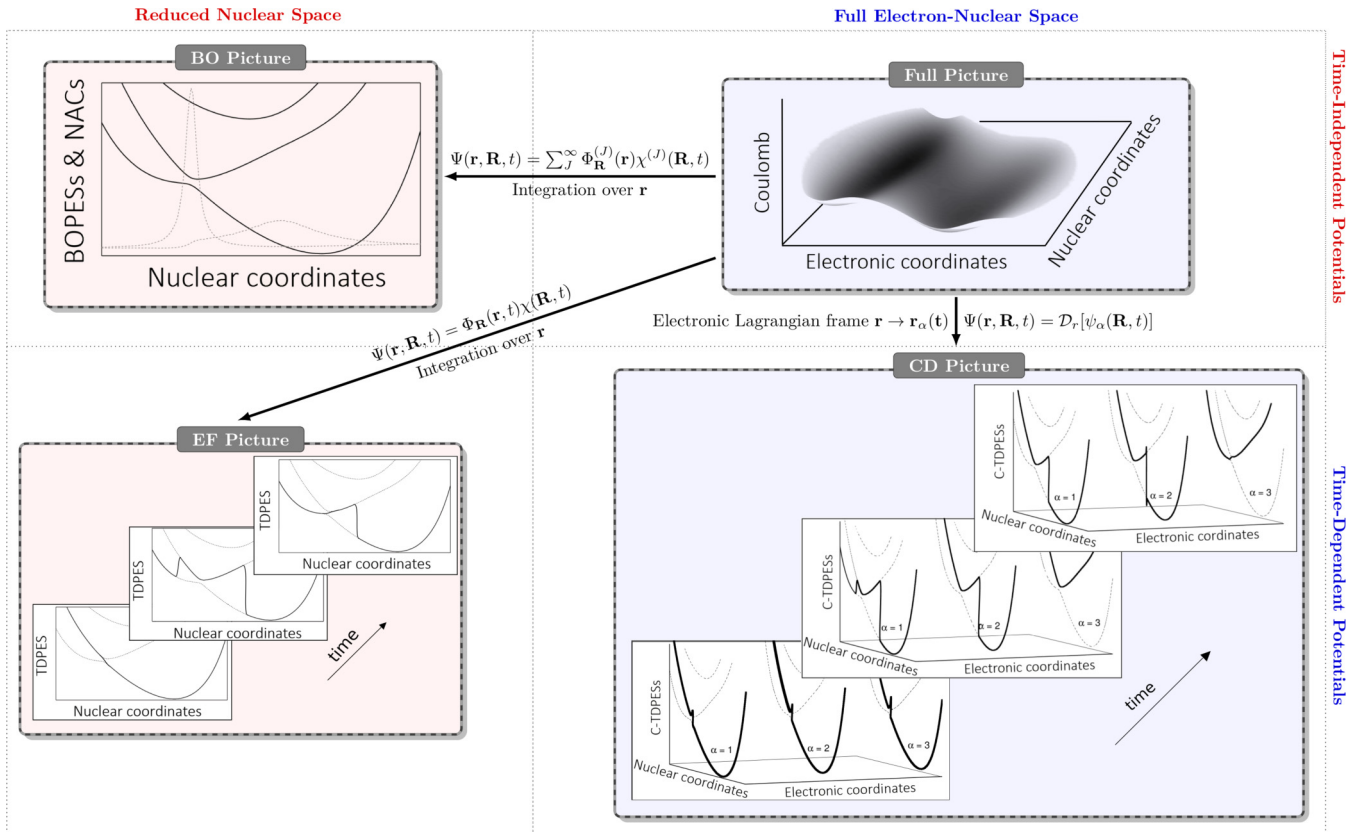 Reduced Nuclear Space
Full Electron-Nuclear Space
BO Picture
BOPESs & NACs
Nuclear coordinates
Full Picture
Coulomb
Electronic coordinates
Nuclear coordinates
Time-Independent Potentials
Ψ(r, R, t) = ∑_J^∞ Φ_R^(J)(r)χ^(J)(R, t)
Integration over r
Ψ(r, R, t) = Φ_R(r, t)χ(R, t)
Integration over r
Electronic Lagrangian frame r → r_α(t)
Ψ(r, R, t) = 𝒟_r[ψ_α(R, t)]
EF Picture
TDPES
Nuclear coordinates
TDPES
Nuclear coordinates
TDPES
Nuclear coordinates
time
CD Picture
C-TDPESs
α = 1
α = 2
α = 3
Nuclear coordinates
Electronic coordinates
C-TDPESs
α = 1
α = 2
α = 3
Nuclear coordinates
Electronic coordinates
C-TDPESs
α = 1
α = 2
α = 3
Nuclear coordinates
Electronic coordinates
time
Time-Dependent Potentials